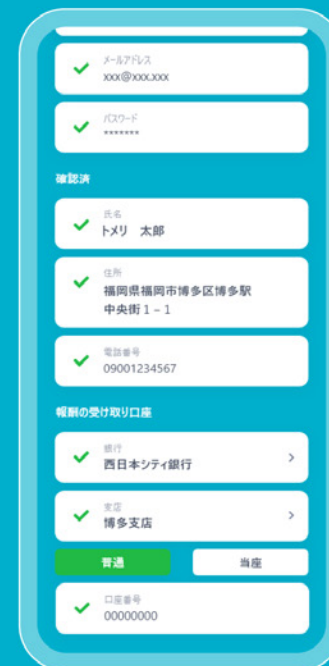 メールアドレス
xxx@xxx.xxx
パスワード
*******
確認済
氏名
トメリ 太郎
住所
福岡県福岡市博多区博多駅
中央街1-1
電話番号
09001234567
報酬の受け取り口座
銀行
西日本シティ銀行
支店
博多支店
普通 当座
口座番号
00000000